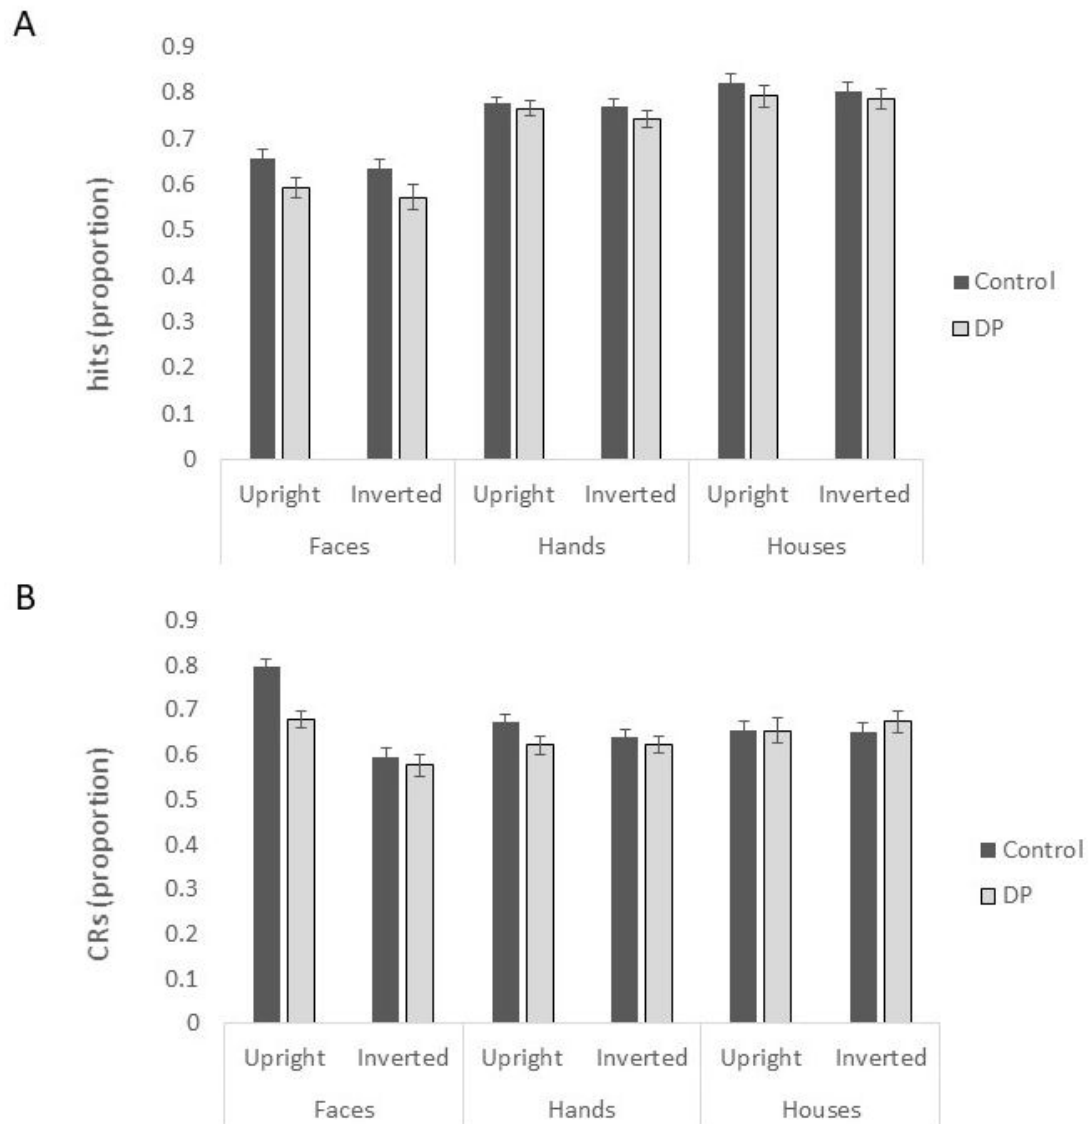 A
hits (proportion)
0.9
0.8
0.7
0.6
0.5
0.4
0.3
0.2
0.1
0
Upright Inverted Upright Inverted Upright Inverted
Faces Hands Houses
Control
DP
B
CRs (proportion)
0.9
0.8
0.7
0.6
0.5
0.4
0.3
0.2
0.1
0
Upright Inverted Upright Inverted Upright Inverted
Faces Hands Houses
Control
DP